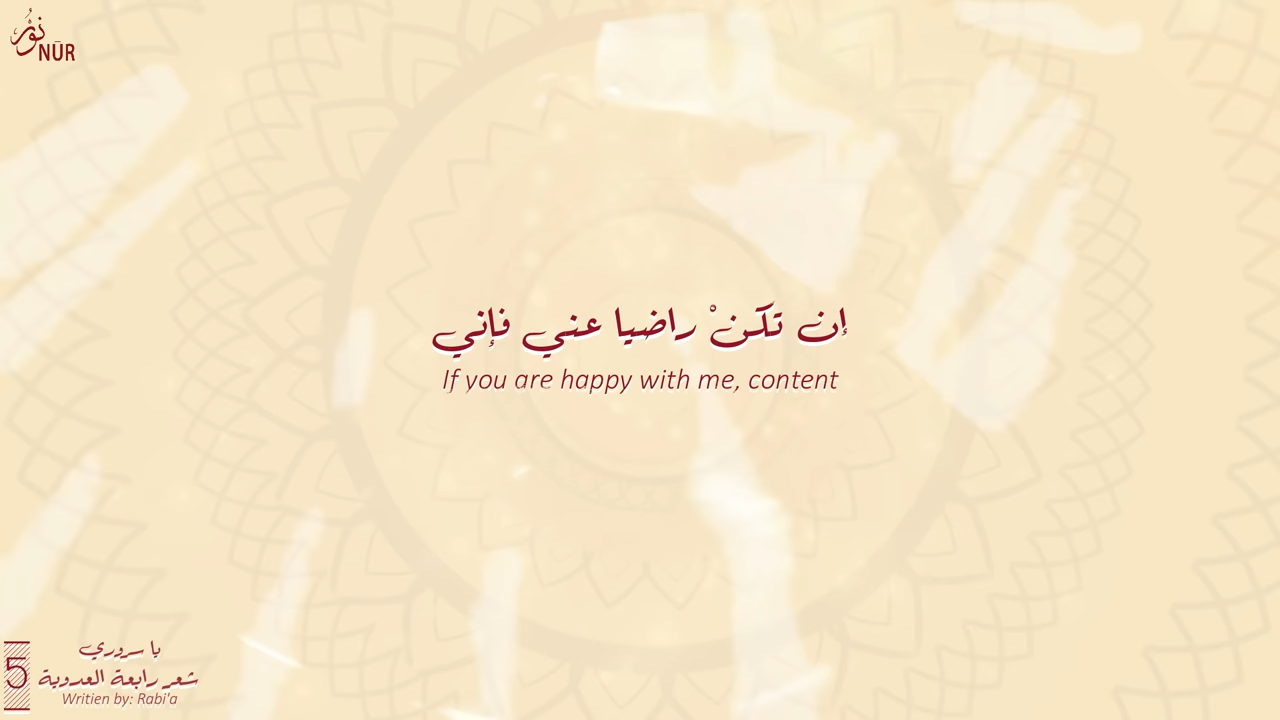 نُورٌ
NŪR
إن تكنْ راضيا عني فإني
If you are happy with me, content
5
يا سروري
شعر رابعة العدوية
Writien by: Rabi'a